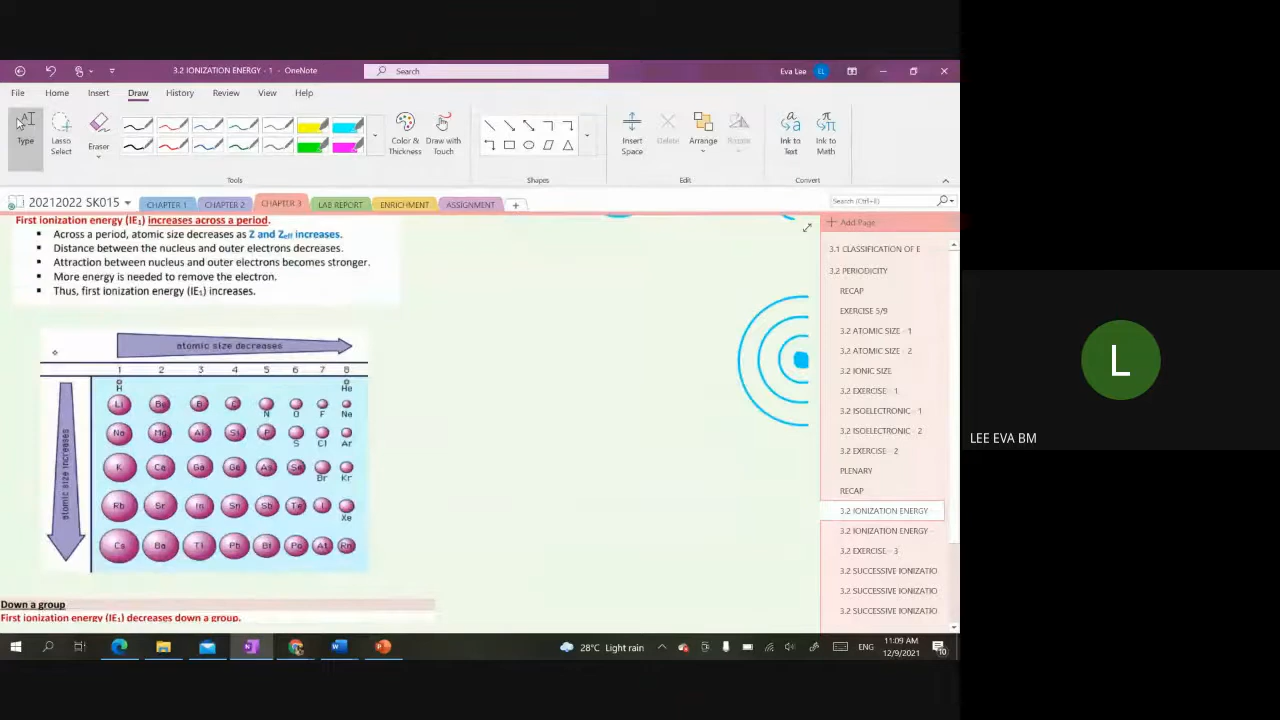 3.2 IONIZATION ENERGY - 1 - OneNote
Search
Eva Lee
EL
File Home Insert Draw History Review View Help
Type
Lasso Select
Eraser
Color & Thickness
Draw with Touch
Insert Space
Delete
Arrange
Rotate
Ink to Text
Ink to Math
Tools
Shapes
Edit
Convert
20212022 SK015
CHAPTER 1
CHAPTER 2
CHAPTER 3
LAB REPORT
ENRICHMENT
ASSIGNMENT
Search (Ctrl+E)
First ionization energy (IE₁) increases across a period.
▪ Across a period, atomic size decreases as Z and Zeff increases.
▪ Distance between the nucleus and outer electrons decreases.
▪ Attraction between nucleus and outer electrons becomes stronger.
▪ More energy is needed to remove the electron.
▪ Thus, first ionization energy (IE₁) increases.
atomic size decreases
1 2 3 4 5 6 7 8
atomic size increases
H He
Li Be B C N O F Ne
Na Mg Al Si P S Cl Ar
K Ca Ga Ge As Se Br Kr
Rb Sr In Sn Sb Te I Xe
Cs Ba Tl Pb Bi Po At Rn
Down a group
First ionization energy (IE₁) decreases down a group.
Add Page
3.1 CLASSIFICATION OF E
3.2 PERIODICITY
RECAP
EXERCISE 5/9
3.2 ATOMIC SIZE - 1
3.2 ATOMIC SIZE - 2
3.2 IONIC SIZE
3.2 EXERCISE - 1
3.2 ISOELECTRONIC - 1
3.2 ISOELECTRONIC - 2
3.2 EXERCISE - 2
PLENARY
RECAP
3.2 IONIZATION ENERGY -
3.2 IONIZATION ENERGY -
3.2 EXERCISE - 3
3.2 SUCCESSIVE IONIZATIO
3.2 SUCCESSIVE IONIZATIO
3.2 SUCCESSIVE IONIZATIO
28°C Light rain
ENG
11:09 AM
12/9/2021
10
L
LEE EVA BM